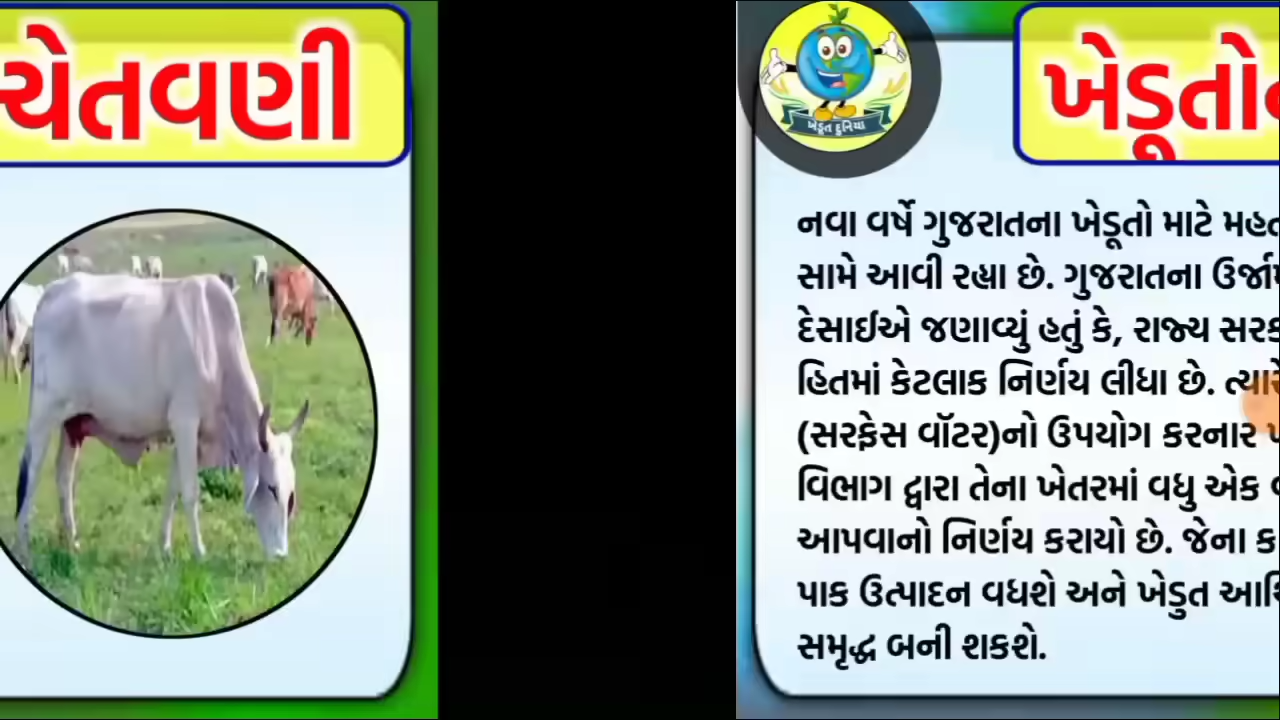 ચેતવણી
ખેડૂત દુનિયા
ખેડૂતોન
નવા વર્ષે ગુજરાતના ખેડૂતો માટે
સામે આવી રહ્યા છે. ગુજરાતના
દેસાઈએ જણાવ્યું હતું કે, રાજ્ય
હિતમાં કેટલાક નિર્ણય લીધા છે.
(સરફેસ વૉટર)નો ઉપયોગ કરનાર
વિભાગ દ્વારા તેના ખેતરમાં વધુ એક
આપવાનો નિર્ણય કરાયો છે. જેના
પાક ઉત્પાદન વધશે અને ખેડુત
સમૃદ્ધ બની શકશે.